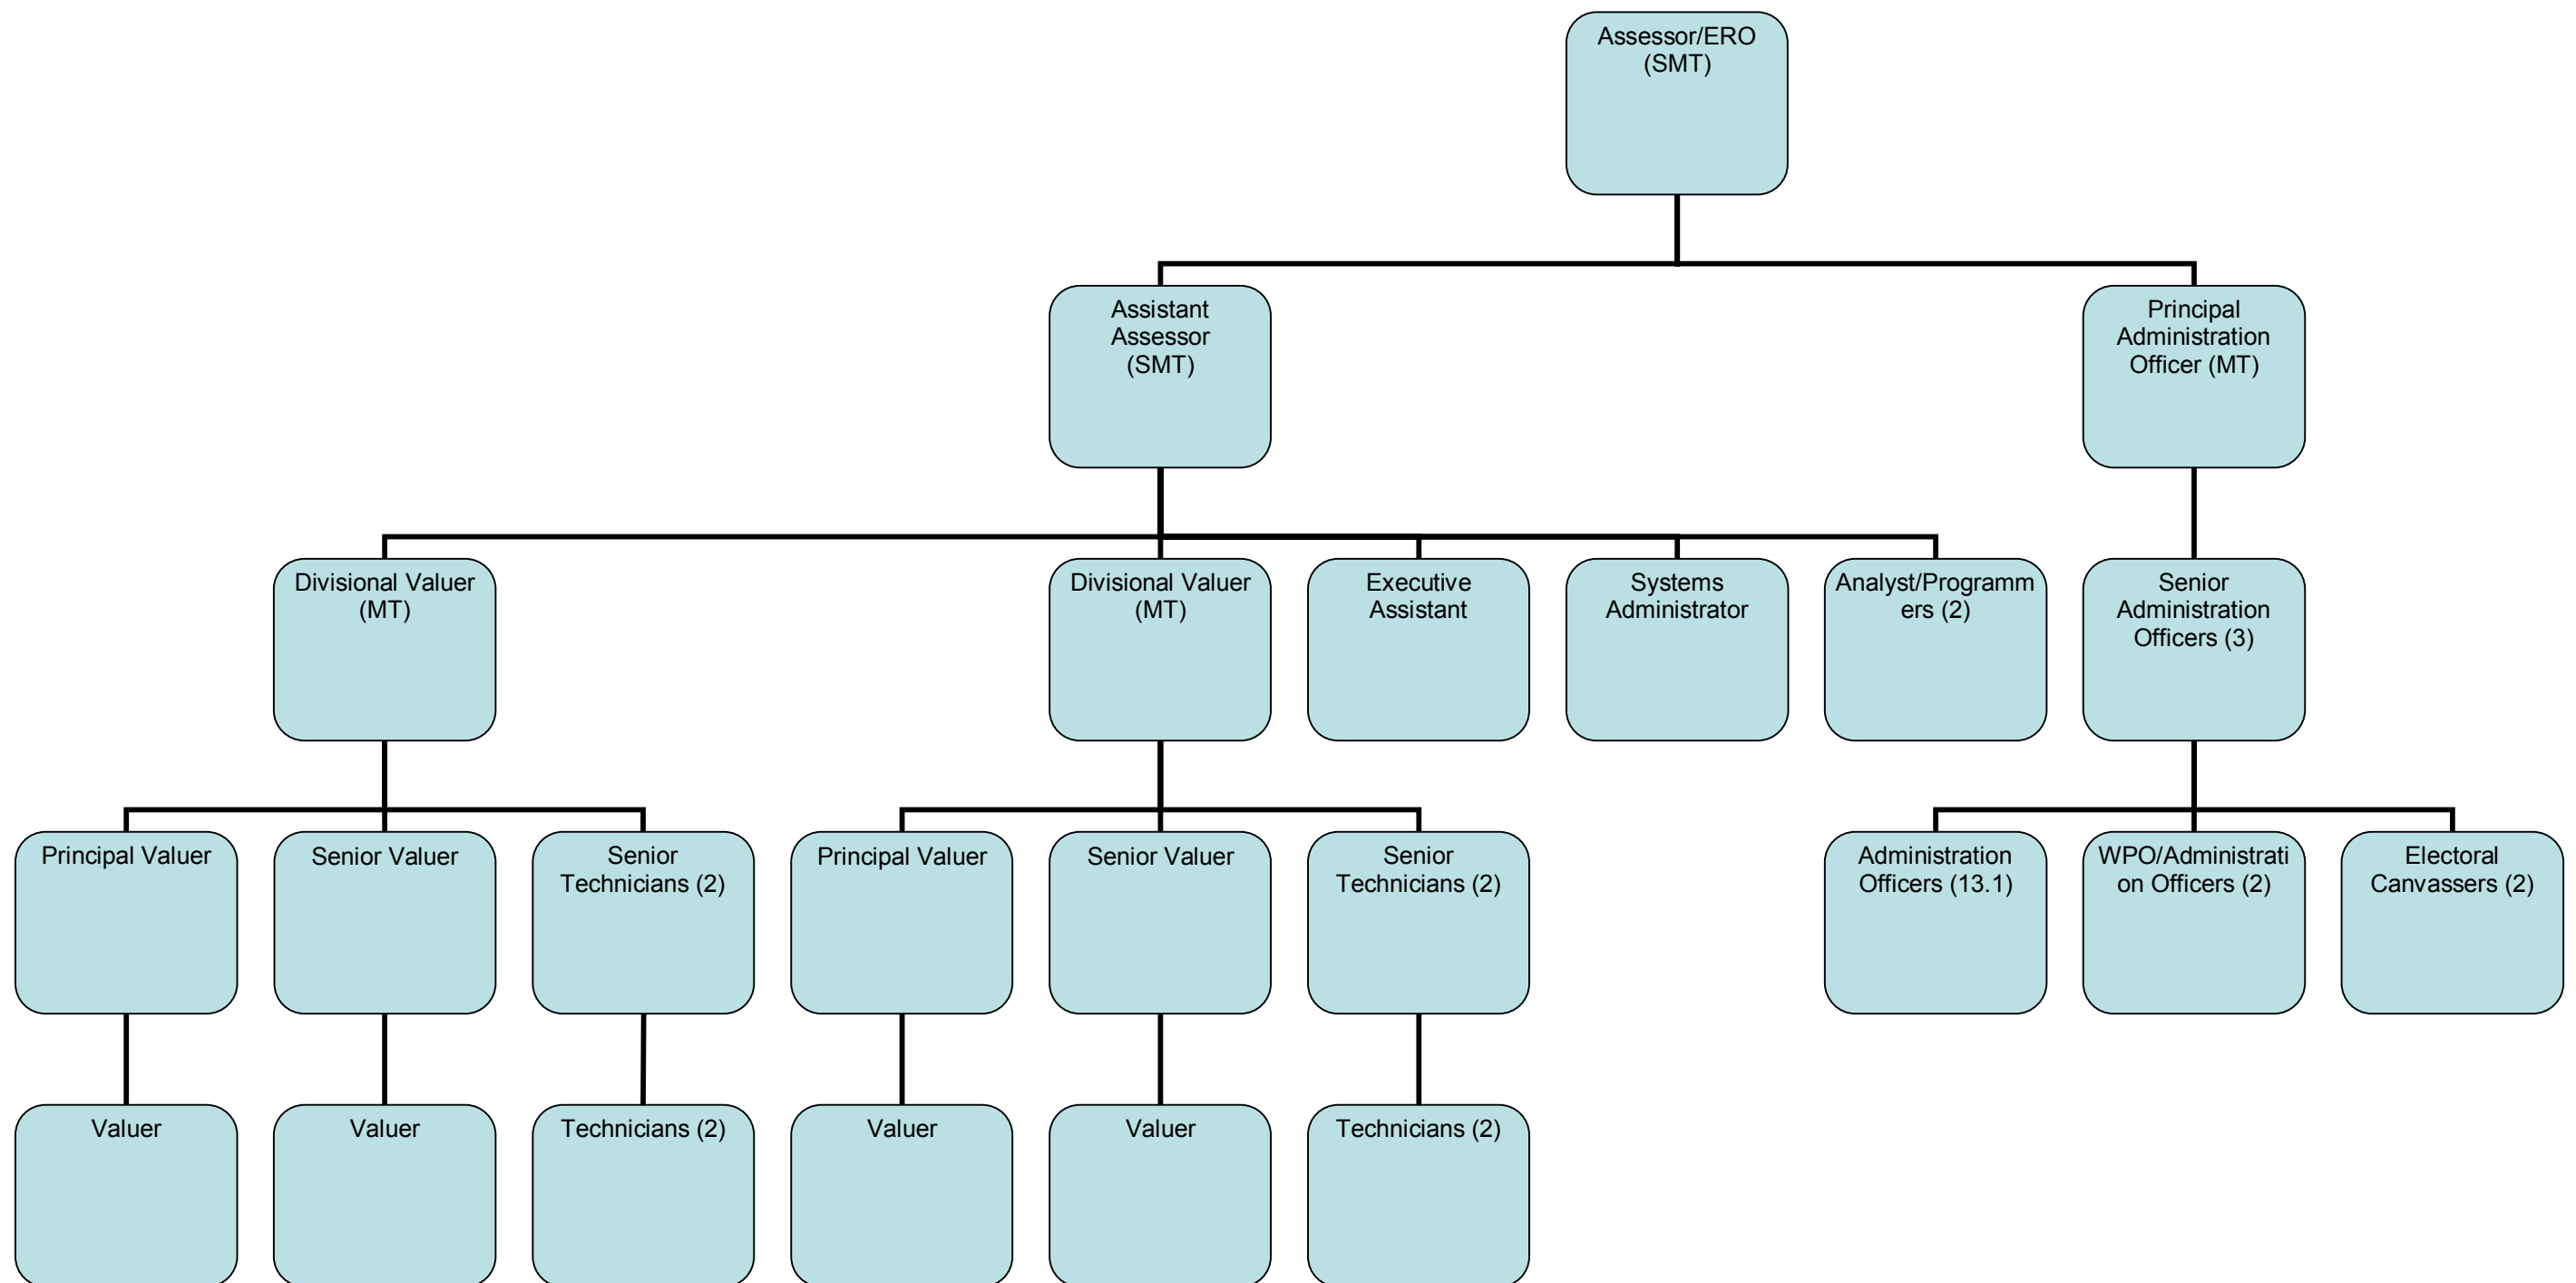 Assessor/ERO
(SMT)
Assistant
Assessor
(SMT)
Principal
Administration
Officer (MT)
Divisional Valuer
(MT)
Divisional Valuer
(MT)
Executive
Assistant
Systems
Administrator
Analyst/Programm
ers (2)
Senior
Administration
Officers (3)
Principal Valuer
Senior Valuer
Senior
Technicians (2)
Principal Valuer
Senior Valuer
Senior
Technicians (2)
Administration
Officers (13.1)
WPO/Administrati
on Officers (2)
Electoral
Canvassers (2)
Valuer
Valuer
Technicians (2)
Valuer
Valuer
Technicians (2)